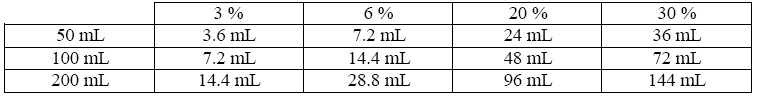 3 % 6 % 20 % 30 %
50 mL 3.6 mL 7.2 mL 24 mL 36 mL
100 mL 7.2 mL 14.4 mL 48 mL 72 mL
200 mL 14.4 mL 28.8 mL 96 mL 144 mL